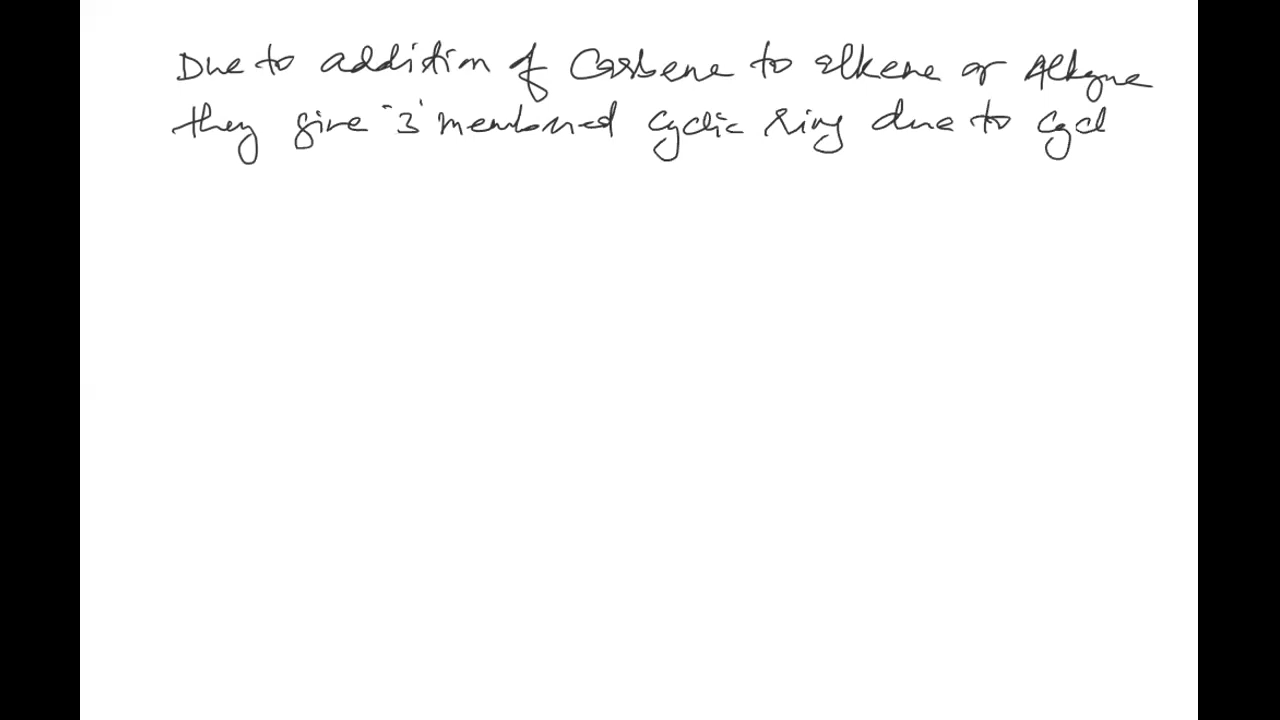 Due to addition of Carbene to alkene or Alkyne
they give "3" membered cyclic ring due to cycl